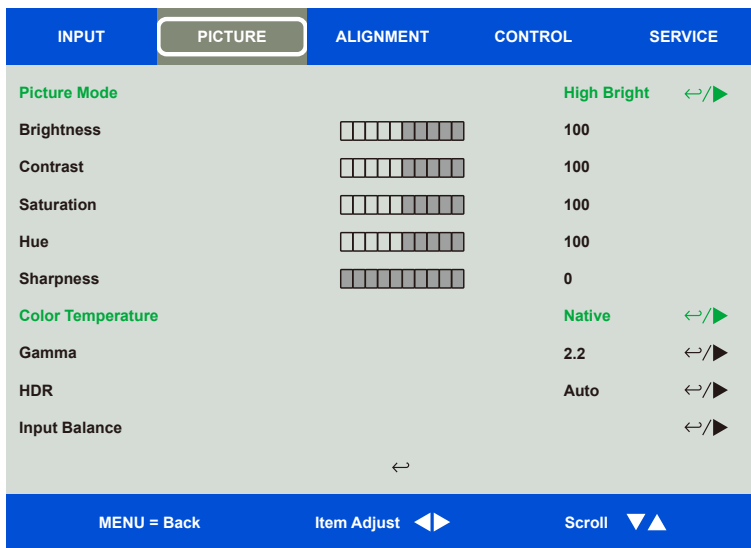 INPUT PICTURE ALIGNMENT CONTROL SERVICE
Picture Mode High Bright ↩/▶
Brightness 100
Contrast 100
Saturation 100
Hue 100
Sharpness 0
Color Temperature Native ↩/▶
Gamma 2.2 ↩/▶
HDR Auto ↩/▶
Input Balance ↩/▶
↩
MENU = Back Item Adjust ◀▶ Scroll ▼▲